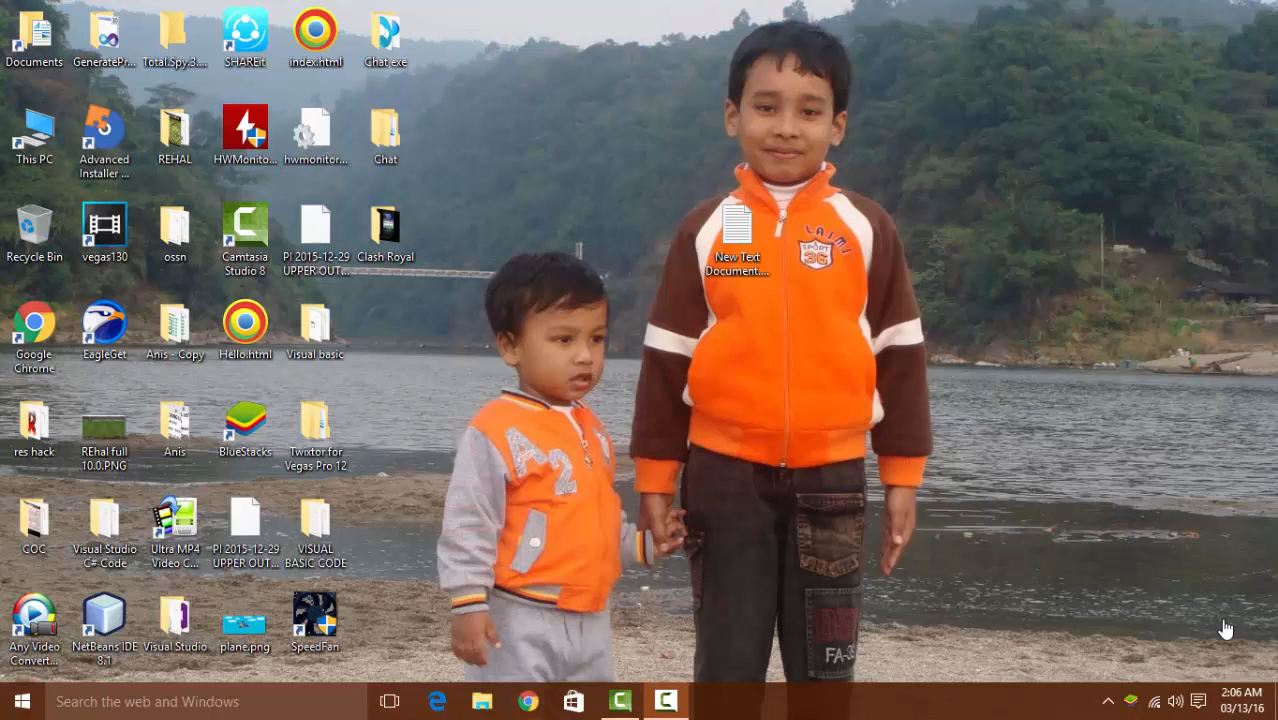 Documents
GeneratePr...
Total.Spy.3....
SHAREit
index.html
Chat exe
This PC
Advanced
Installer ...
REHAL
HWMonito...
hwmonitor...
Chat
Recycle Bin
vegas130
ossn
Camtasia
Studio 8
PI 2015-12-29
UPPER OUT...
Clash Royal
New Text
Document....
LAIMI
SPORT
36
Google
Chrome
EagleGet
Anis - Copy
Hello.html
Visual basic
res hack
REhal full
10.0.PNG
Anis
BlueStacks
Twixtor for
Vegas Pro 12
A2
COC
Visual Studio
C# Code
Ultra MP4
Video C...
PI 2015-12-29
UPPER OUT...
VISUAL
BASIC CODE
Any Video
Convert...
NetBeans IDE
8.1
Visual Studio
plane.png
SpeedFan
Search the web and Windows
2:06 AM
03/13/16